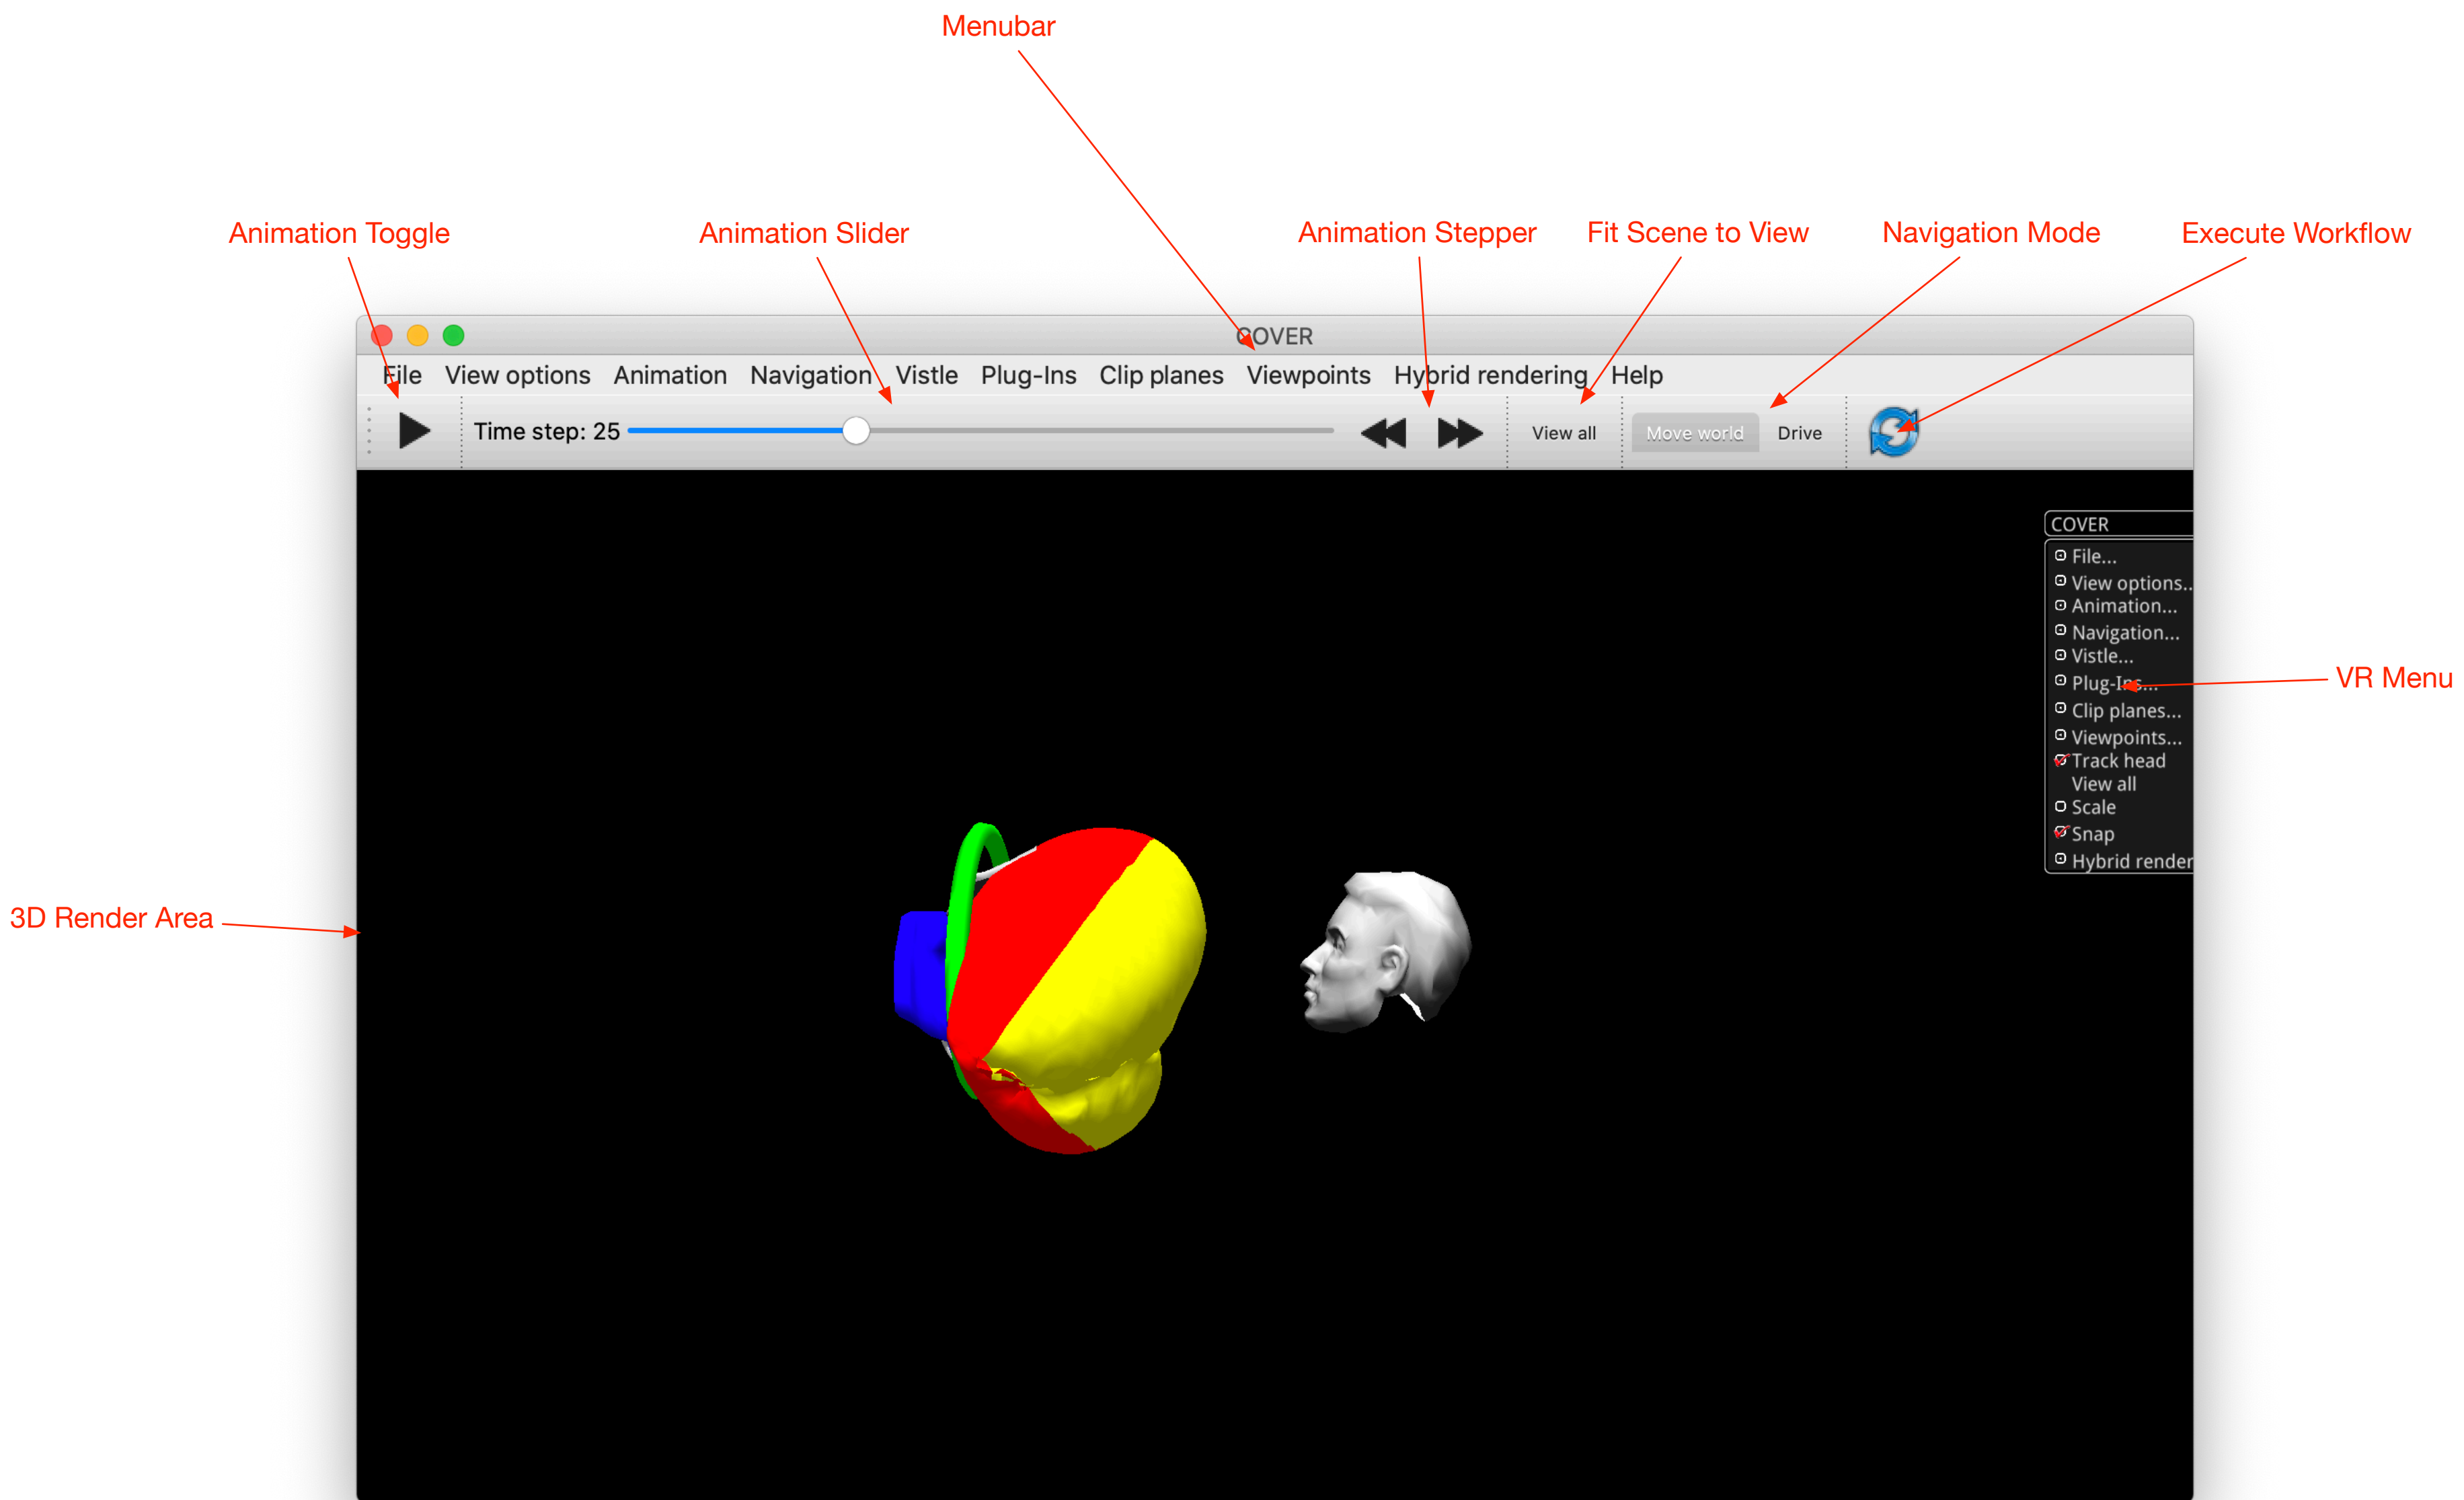 Menubar
Animation Toggle
Animation Slider
Animation Stepper
Fit Scene to View
Navigation Mode
Execute Workflow
COVER
File View options Animation Navigation Vistle Plug-Ins Clip planes Viewpoints Hybrid rendering Help
Time step: 25
View all
Move world
Drive
COVER
File...
View options..
Animation...
Navigation...
Vistle...
Plug-Ins...
VR Menu
Clip planes...
Viewpoints...
Track head
View all
Scale
Snap
Hybrid render
3D Render Area